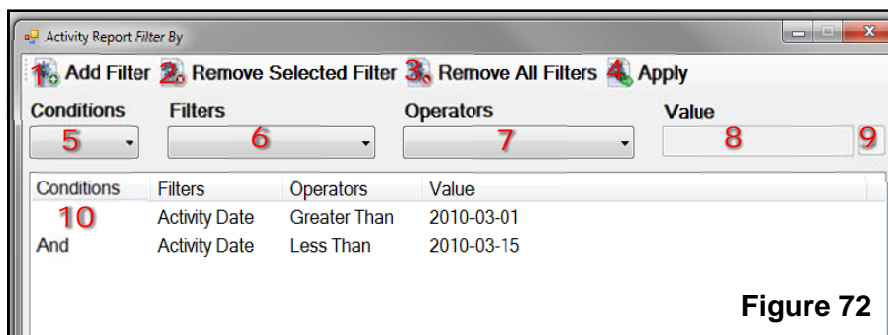 Activity Report Filter By
1 Add Filter 2 Remove Selected Filter 3 Remove All Filters 4 Apply
Conditions Filters Operators Value
5 6 7 8 9
Conditions Filters Operators Value
10 Activity Date Greater Than 2010-03-01
And Activity Date Less Than 2010-03-15
Figure 72